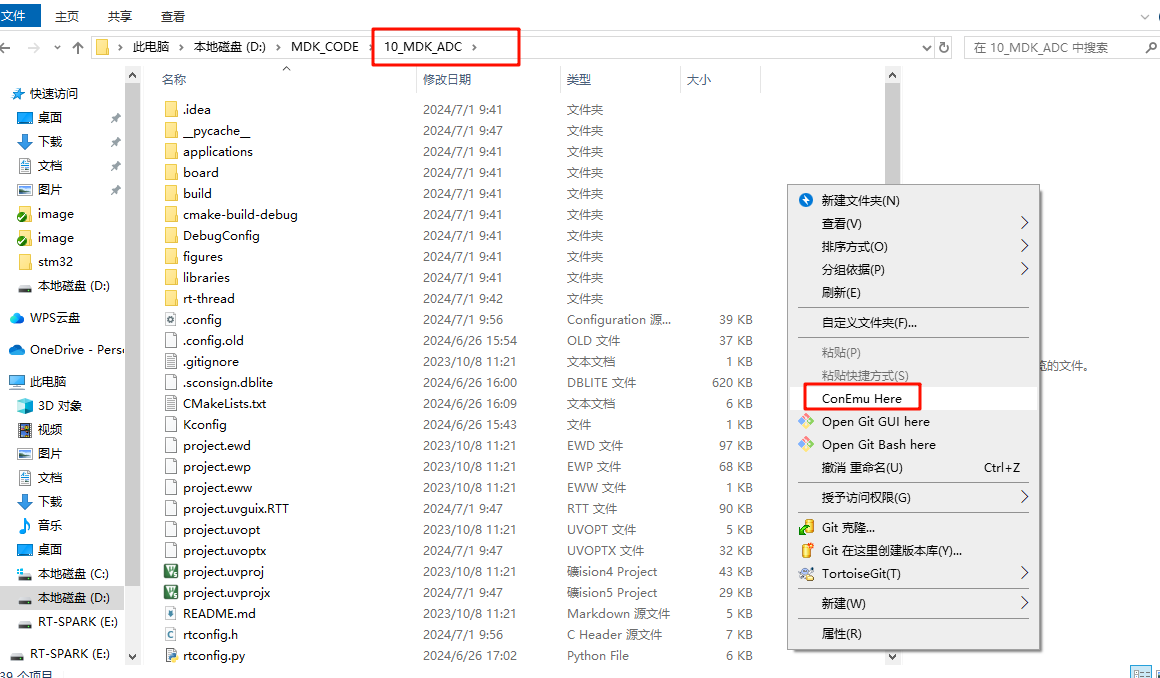 文件 主页 共享 查看
此电脑 本地磁盘 (D:) MDK_CODE 10_MDK_ADC 在 10_MDK_ADC 中搜索
快速访问
桌面
下载
文档
图片
image
image
stm32
本地磁盘 (D:)
WPS云盘
OneDrive - Perso
此电脑
3D 对象
视频
图片
文档
下载
音乐
桌面
本地磁盘 (C:)
本地磁盘 (D:)
RT-SPARK (E:)
RT-SPARK (E:)
39 个项目
名称 修改日期 类型 大小
.idea 2024/7/1 9:41 文件夹
__pycache__ 2024/7/1 9:47 文件夹
applications 2024/7/1 9:41 文件夹
board 2024/7/1 9:41 文件夹
build 2024/7/1 9:41 文件夹
cmake-build-debug 2024/7/1 9:41 文件夹
DebugConfig 2024/7/1 9:41 文件夹
figures 2024/7/1 9:41 文件夹
libraries 2024/7/1 9:41 文件夹
rt-thread 2024/7/1 9:42 文件夹
.config 2024/7/1 9:56 Configuration 源... 39 KB
.config.old 2024/6/26 15:54 OLD 文件 37 KB
.gitignore 2023/10/8 11:21 文本文档 1 KB
.sconsign.dblite 2024/6/26 16:00 DBLITE 文件 620 KB
CMakeLists.txt 2024/6/26 16:09 文本文档 6 KB
Kconfig 2024/6/26 15:43 文件 1 KB
project.ewd 2023/10/8 11:21 EWD 文件 97 KB
project.ewp 2023/10/8 11:21 EWP 文件 68 KB
project.eww 2023/10/8 11:21 EWW 文件 1 KB
project.uvguix.RTT 2024/7/1 9:47 RTT 文件 90 KB
project.uvopt 2023/10/8 11:21 UVOPT 文件 5 KB
project.uvoptx 2024/7/1 9:47 UVOPTX 文件 32 KB
project.uvproj 2023/10/8 11:21 礦ision4 Project 43 KB
project.uvprojx 2024/7/1 9:47 礦ision5 Project 29 KB
README.md 2023/10/8 11:21 Markdown 源文件 5 KB
rtconfig.h 2024/7/1 9:56 C Header 源文件 7 KB
rtconfig.py 2024/6/26 17:02 Python File 6 KB
新建文件夹(N)
查看(V)
排序方式(O)
分组依据(P)
刷新(E)
自定义文件夹(F)...
粘贴(P)
粘贴快捷方式(S)
ConEmu Here
Open Git GUI here
Open Git Bash here
撤消 重命名(U) Ctrl+Z
授予访问权限(G)
Git 克隆...
Git 在这里创建版本库(Y)...
TortoiseGit(T)
新建(W)
属性(R)
览的文件。